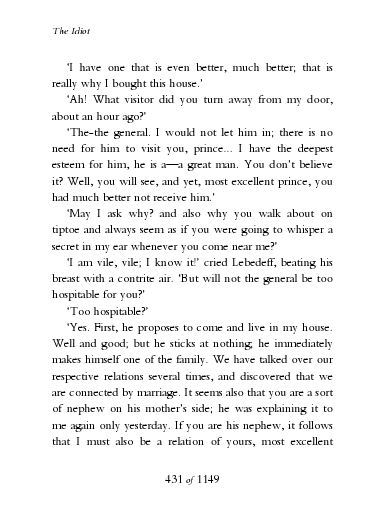 The Idiot
'I have one that is even better, much better; that is
really why I bought this house.'
'Ah! What visitor did you turn away from my door,
about an hour ago?'
'The-the general. I would not let him in; there is no
need for him to visit you, prince... I have the deepest
esteem for him, he is a—a great man. You don't believe
it? Well, you will see, and yet, most excellent prince, you
had much better not receive him.'
'May I ask why? and also why you walk about on
tiptoe and always seem as if you were going to whisper a
secret in my ear whenever you come near me?'
'I am vile, vile; I know it!' cried Lebedeff, beating his
breast with a contrite air. 'But will not the general be too
hospitable for you?'
'Too hospitable?'
'Yes. First, he proposes to come and live in my house.
Well and good; but he sticks at nothing; he immediately
makes himself one of the family. We have talked over our
respective relations several times, and discovered that we
are connected by marriage. It seems also that you are a sort
of nephew on his mother's side; he was explaining it to
me again only yesterday. If you are his nephew, it follows
that I must also be a relation of yours, most excellent
431 of 1149